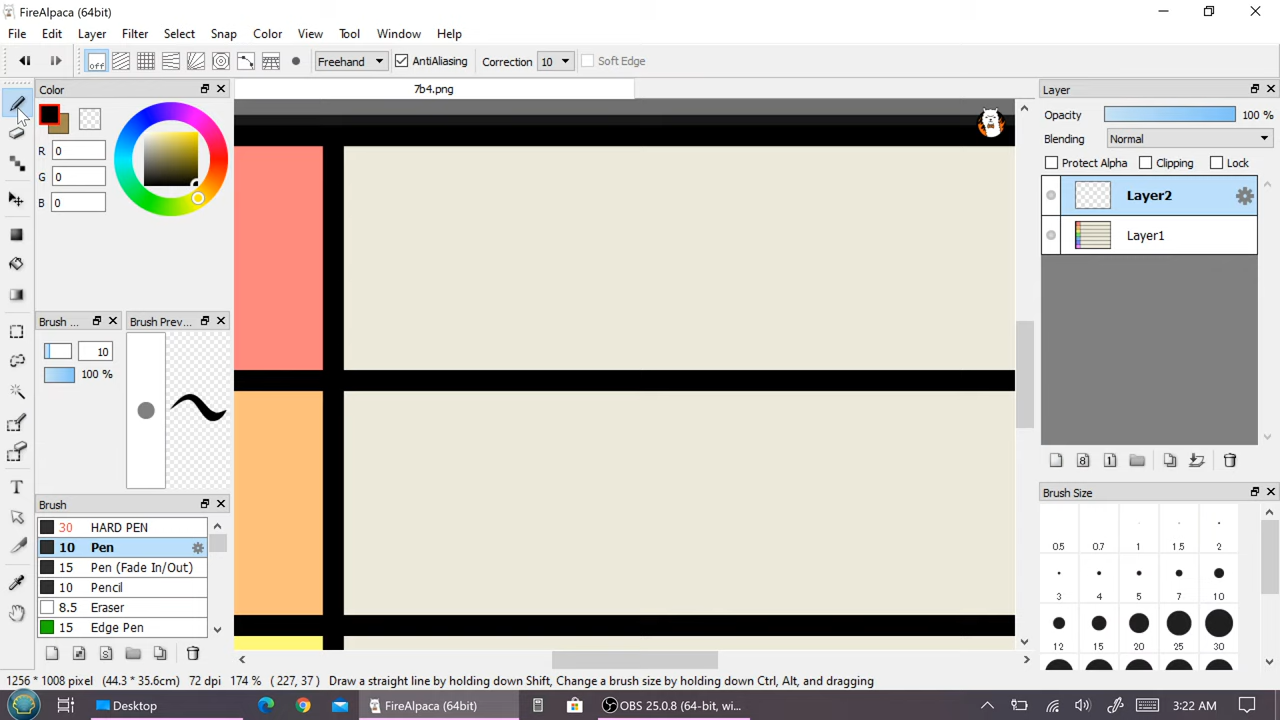 FireAlpaca (64bit)
File Edit Layer Filter Select Snap Color View Tool Window Help
off Freehand AntiAliasing Correction 10 Soft Edge
Color
7b4.png
Layer
R 0
G 0
B 0
Opacity 100 %
Blending Normal
Protect Alpha Clipping Lock
Layer2
Layer1
8 1
Brush ...
Brush Prev...
10
100 %
T
Brush
30 HARD PEN
10 Pen
15 Pen (Fade In/Out)
10 Pencil
8.5 Eraser
15 Edge Pen
Brush Size
0.5 0.7 1 1.5 2
3 4 5 7 10
12 15 20 25 30
1256 * 1008 pixel (44.3 * 35.6cm) 72 dpi 174 % ( 227, 37 ) Draw a straight line by holding down Shift, Change a brush size by holding down Ctrl, Alt, and dragging
Desktop FireAlpaca (64bit) OBS 25.0.8 (64-bit, wi... 3:22 AM